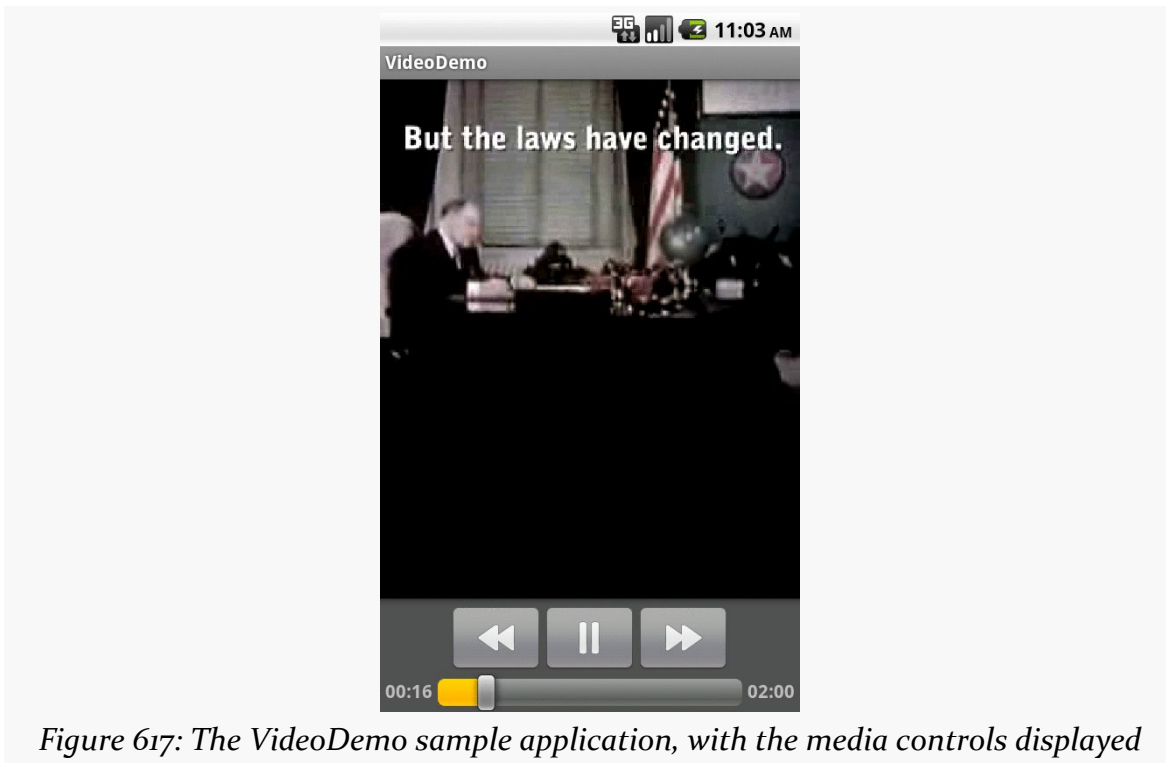 3G 11:03 AM
VideoDemo
But the laws have changed.
00:16 02:00
Figure 617: The VideoDemo sample application, with the media controls displayed